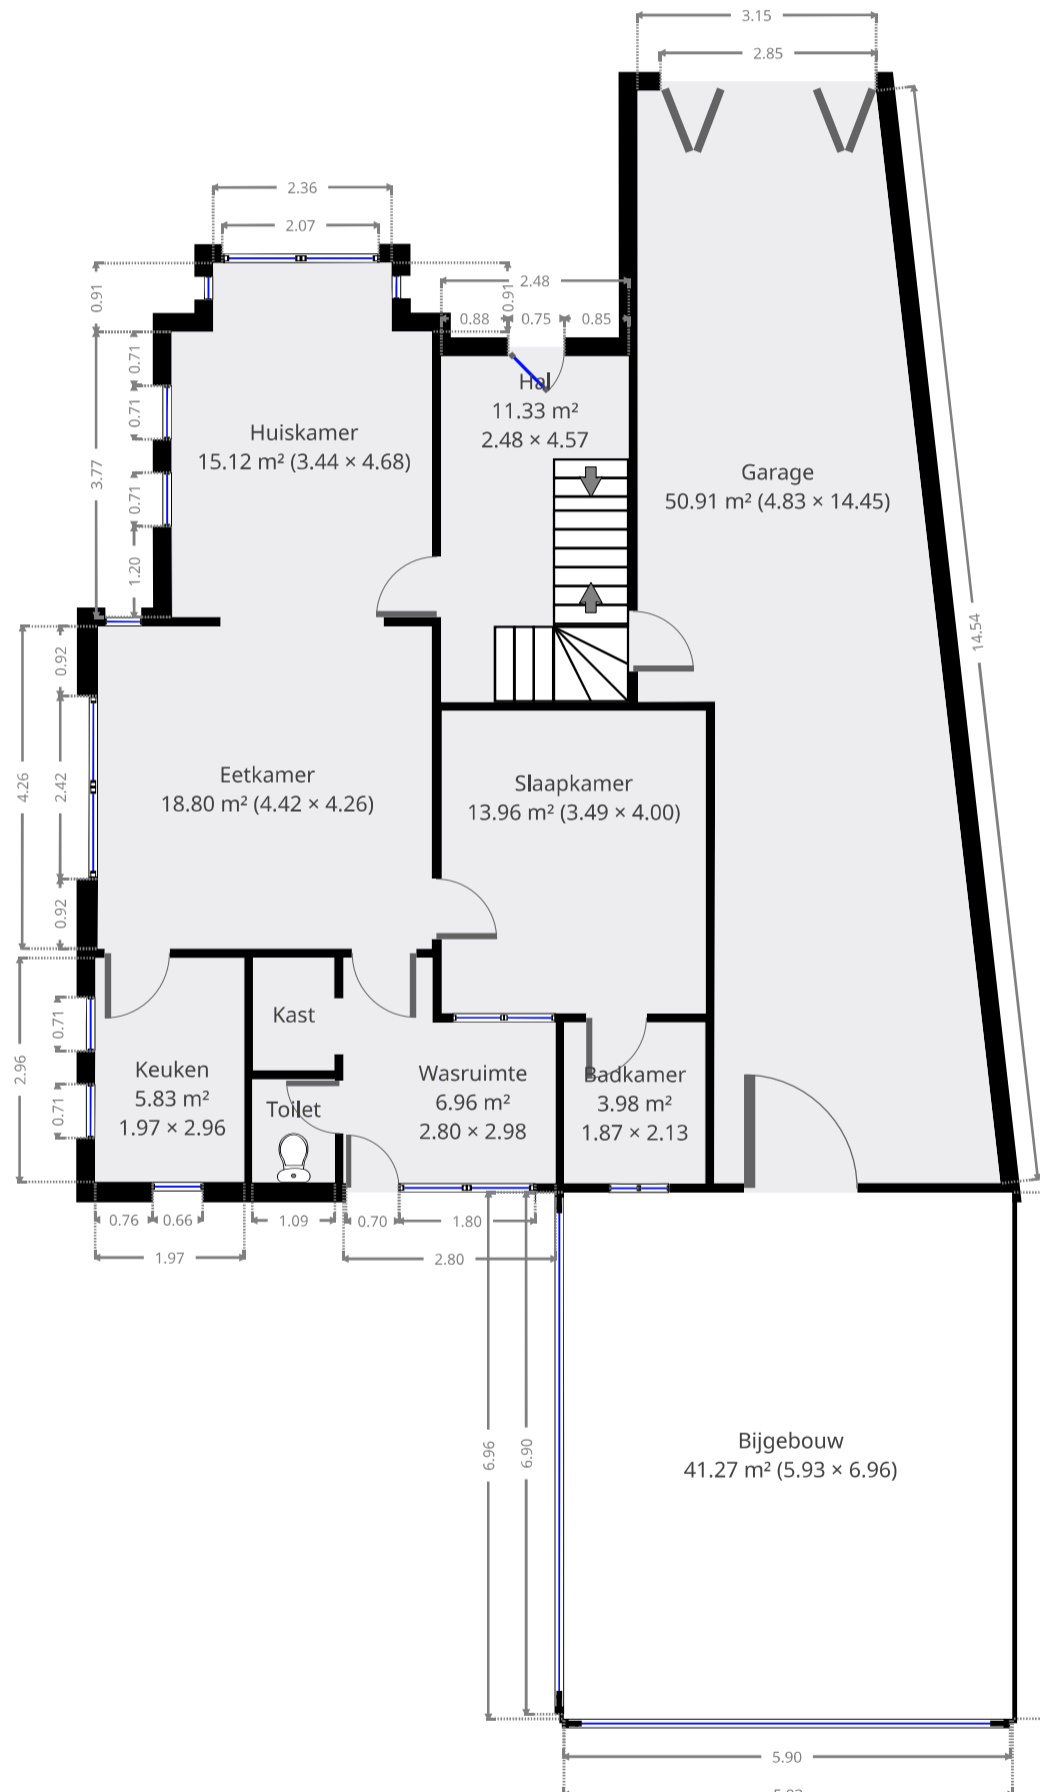 3.15
2.85
2.36
2.07
0.91
0.91
2.48
0.88
0.75
0.85
0.71
0.71
0.71
1.20
3.77
Hal
11.33 m²
2.48 × 4.57
Huiskamer
15.12 m² (3.44 × 4.68)
Garage
50.91 m² (4.83 × 14.45)
14.54
0.92
2.42
0.92
4.26
Eetkamer
18.80 m² (4.42 × 4.26)
Slaapkamer
13.96 m² (3.49 × 4.00)
Kast
0.71
0.71
2.96
Keuken
5.83 m²
1.97 × 2.96
Toilet
Wasruimte
6.96 m²
2.80 × 2.98
Badkamer
3.98 m²
1.87 × 2.13
0.76
0.66
1.09
0.70
1.80
1.97
2.80
6.96
6.90
Bijgebouw
41.27 m² (5.93 × 6.96)
5.90